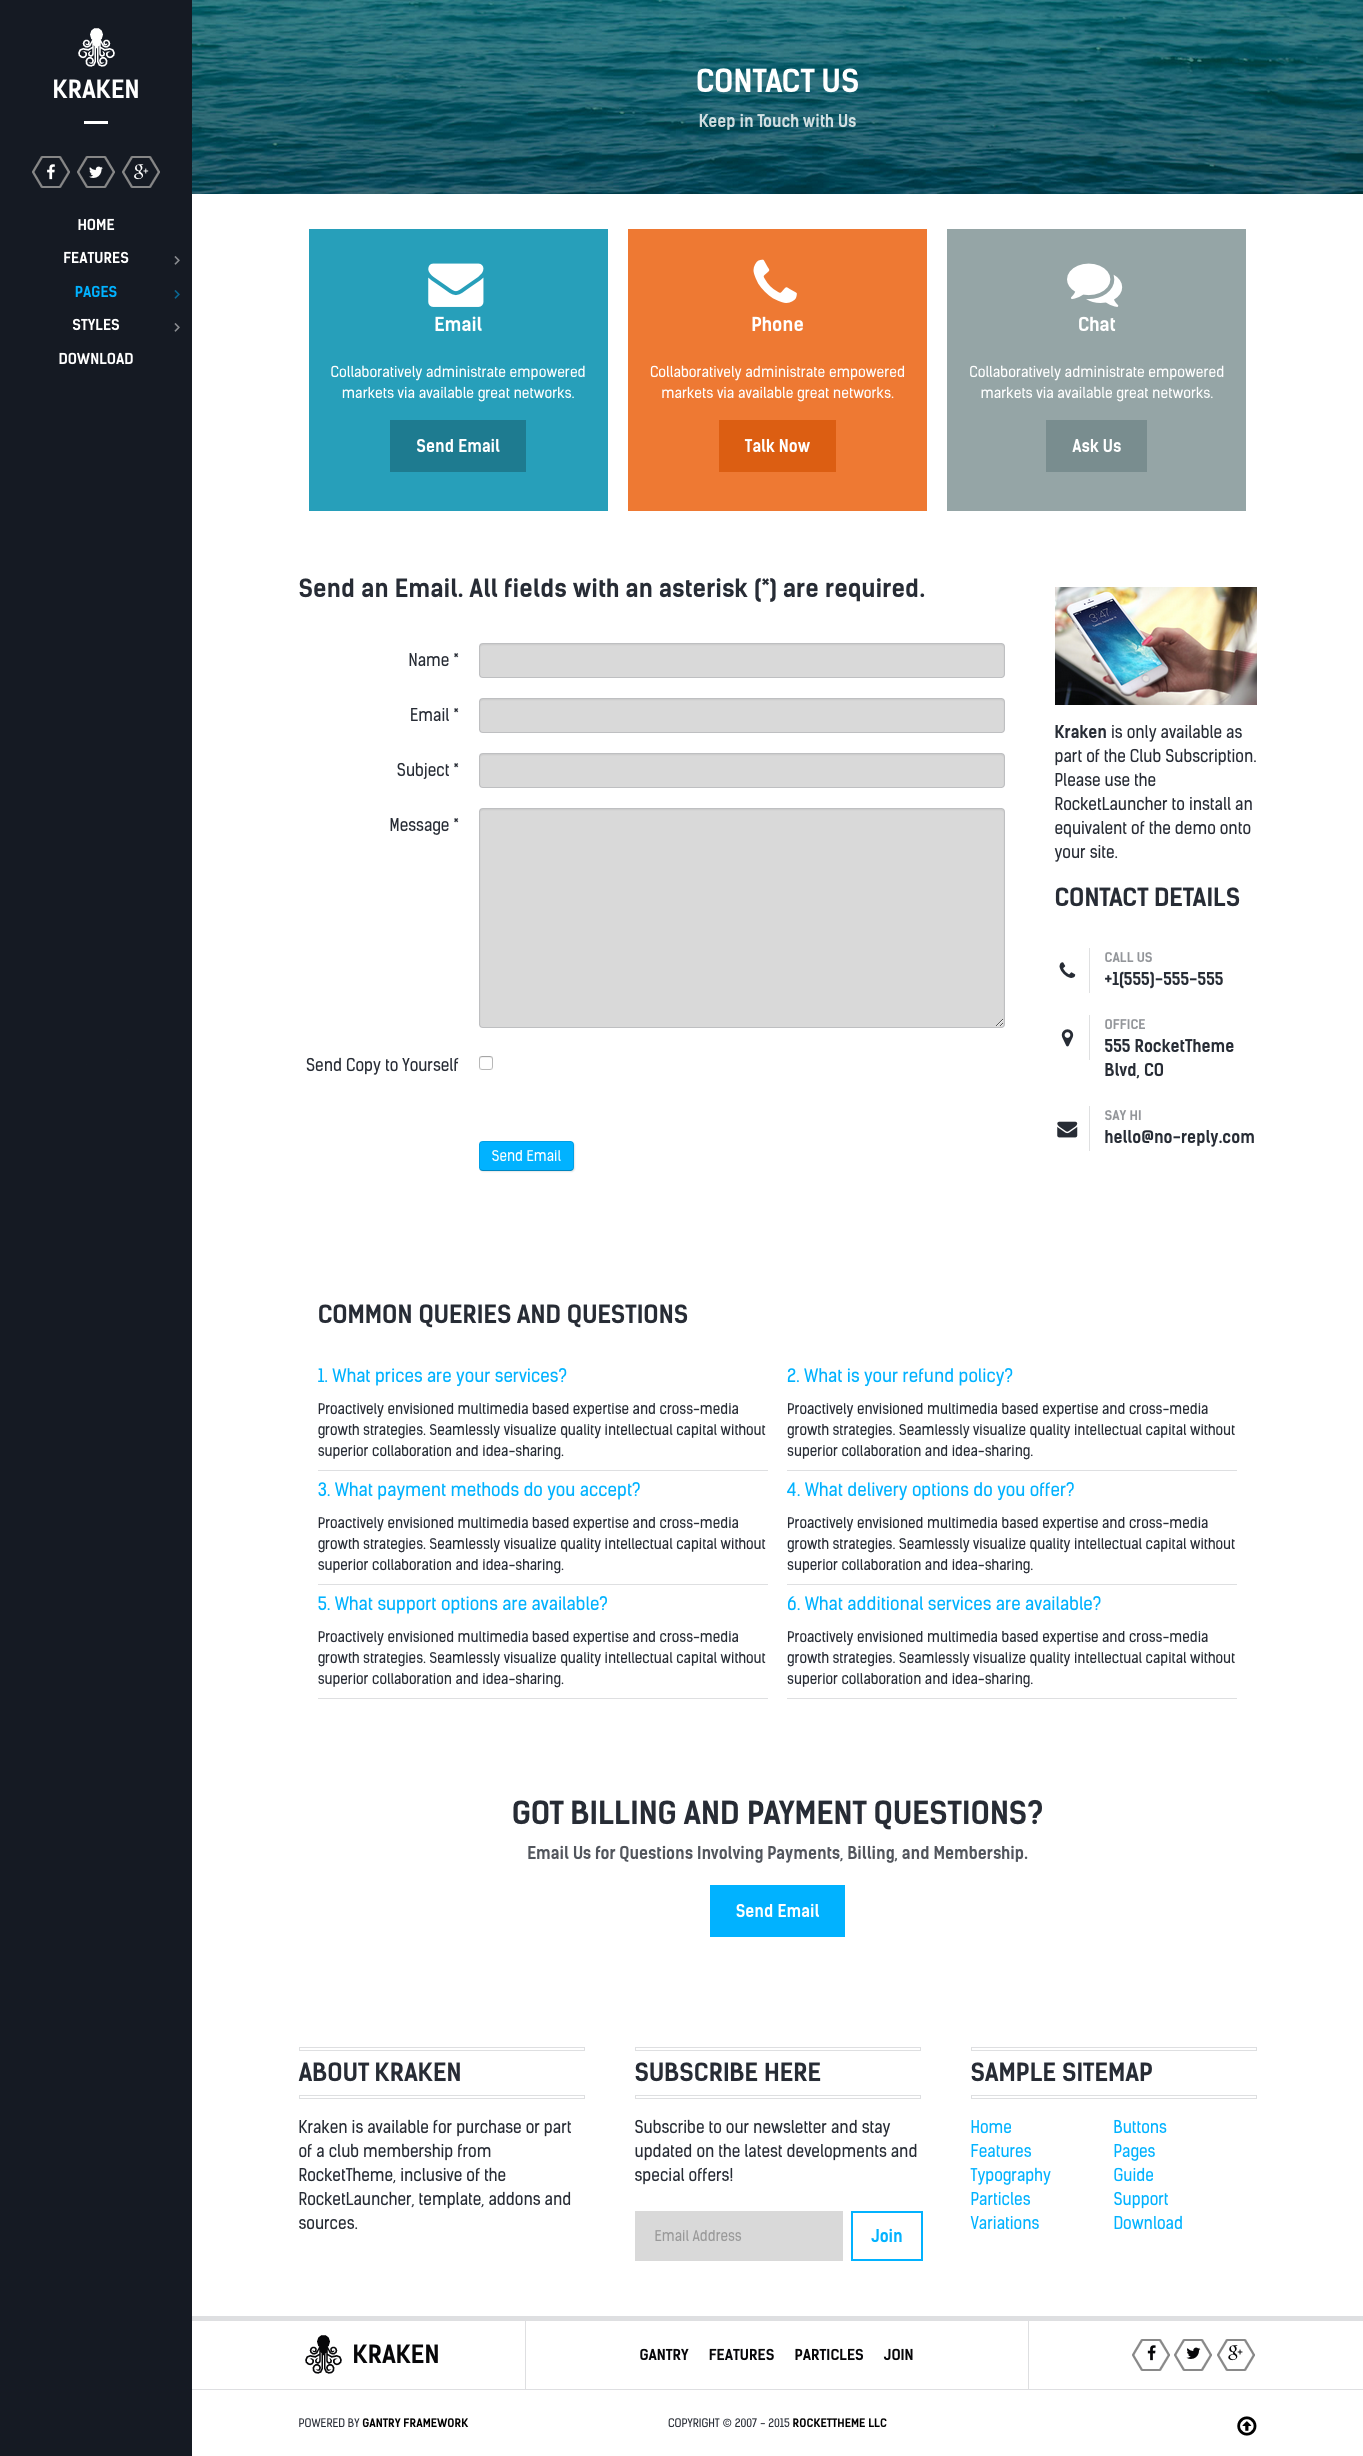 KRAKEN
HOME
FEATURES
PAGES
STYLES
DOWNLOAD
CONTACT US
Keep in Touch with Us
Email
Collaboratively administrate empowered
markets via available great networks.
Send Email
Phone
Collaboratively administrate empowered
markets via available great networks.
Talk Now
Chat
Collaboratively administrate empowered
markets via available great networks.
Ask Us
Send an Email. All fields with an asterisk (*) are required.
Name *
Email *
Subject *
Message *
Send Copy to Yourself
Send Email
3:47
Kraken is only available as
part of the Club Subscription.
Please use the
RocketLauncher to install an
equivalent of the demo onto
your site.
CONTACT DETAILS
CALL US
+1(555)-555-555
OFFICE
555 RocketTheme
Blvd, CO
SAY HI
hello@no-reply.com
COMMON QUERIES AND QUESTIONS
1. What prices are your services?
Proactively envisioned multimedia based expertise and cross-media
growth strategies. Seamlessly visualize quality intellectual capital without
superior collaboration and idea-sharing.
2. What is your refund policy?
Proactively envisioned multimedia based expertise and cross-media
growth strategies. Seamlessly visualize quality intellectual capital without
superior collaboration and idea-sharing.
3. What payment methods do you accept?
Proactively envisioned multimedia based expertise and cross-media
growth strategies. Seamlessly visualize quality intellectual capital without
superior collaboration and idea-sharing.
4. What delivery options do you offer?
Proactively envisioned multimedia based expertise and cross-media
growth strategies. Seamlessly visualize quality intellectual capital without
superior collaboration and idea-sharing.
5. What support options are available?
Proactively envisioned multimedia based expertise and cross-media
growth strategies. Seamlessly visualize quality intellectual capital without
superior collaboration and idea-sharing.
6. What additional services are available?
Proactively envisioned multimedia based expertise and cross-media
growth strategies. Seamlessly visualize quality intellectual capital without
superior collaboration and idea-sharing.
GOT BILLING AND PAYMENT QUESTIONS?
Email Us for Questions Involving Payments, Billing, and Membership.
Send Email
ABOUT KRAKEN
Kraken is available for purchase or part
of a club membership from
RocketTheme, inclusive of the
RocketLauncher, template, addons and
sources.
SUBSCRIBE HERE
Subscribe to our newsletter and stay
updated on the latest developments and
special offers!
Email Address
Join
SAMPLE SITEMAP
Home
Features
Typography
Particles
Variations
Buttons
Pages
Guide
Support
Download
KRAKEN
GANTRY FEATURES PARTICLES JOIN
POWERED BY GANTRY FRAMEWORK
COPYRIGHT © 2007 - 2015 ROCKETTHEME LLC